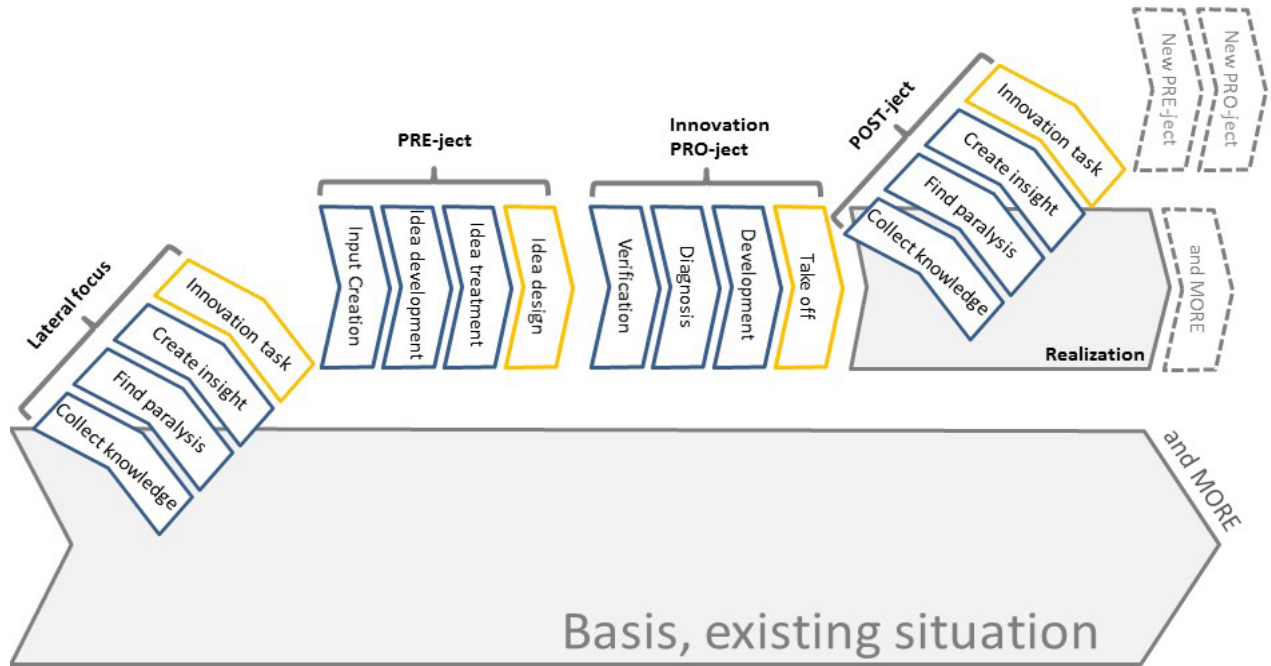 Lateral focus
Collect knowledge
Find paralysis
Create insight
Innovation task
PRE-ject
Input Creation
Idea development
Idea treatment
Idea design
Innovation
PRO-ject
Verification
Diagnosis
Development
Take off
POST-ject
Collect knowledge
Find paralysis
Create insight
Innovation task
New PRE-ject
New PRO-ject
Realization
and MORE
and MORE
Basis, existing situation